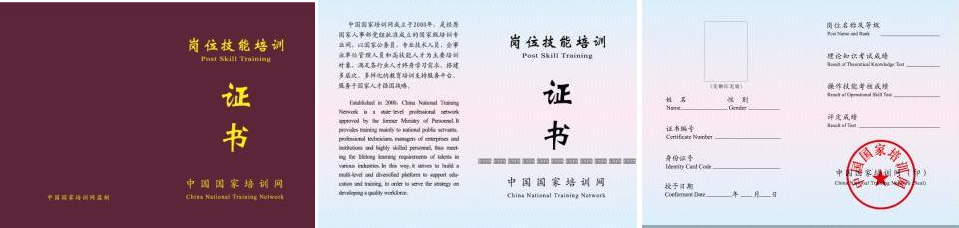 岗位技能培训
Post Skill Training
证
书
中国国家培训网
China National Training Network
中国国家培训网监制
中国国家培训网成立于2000年，是经原
国家人事部党组批准成立的国家级培训专
业网，以国家公务员、专业技术人员、企事
业单位管理人员和高技能人才为主要培训
对象，满足各行业人才终身学习需求，搭建
多层次、多样化的教育培训支持服务平台，
服务于国家人才强国战略。
Established in 2000, China National Training
Network is a state-level professional network
approved by the former Ministry of Personnel.It
provides training mainly to national public servants,
professional technicians, managers of enterprises and
institutions and highly skilled personnel, thus meet-
ing the lifelong learning requirements of talents in
various industries.In this way, it strives to build a
multi-level and diversified platform to support edu-
cation and training, in order to serve the strategy on
developing a quality workforce.
岗位技能培训
Post Skill Training
证
书
中国国家培训网
China National Training Network
姓 名 性 别
Name Gender
证书编号
Certificate Number
身份证号
Identity Card Code
授予日期
Conferment Date 年 月 日
岗位名称及等级
Post Name and Rank
理论知识考试成绩
Result of Theoretical Knowledge Test
操作技能考核成绩
Result of Operational Skill Test
评定成绩
Result of Test
中国国家培训网（印）
China National Training Network (Seal)
中国国家培训网